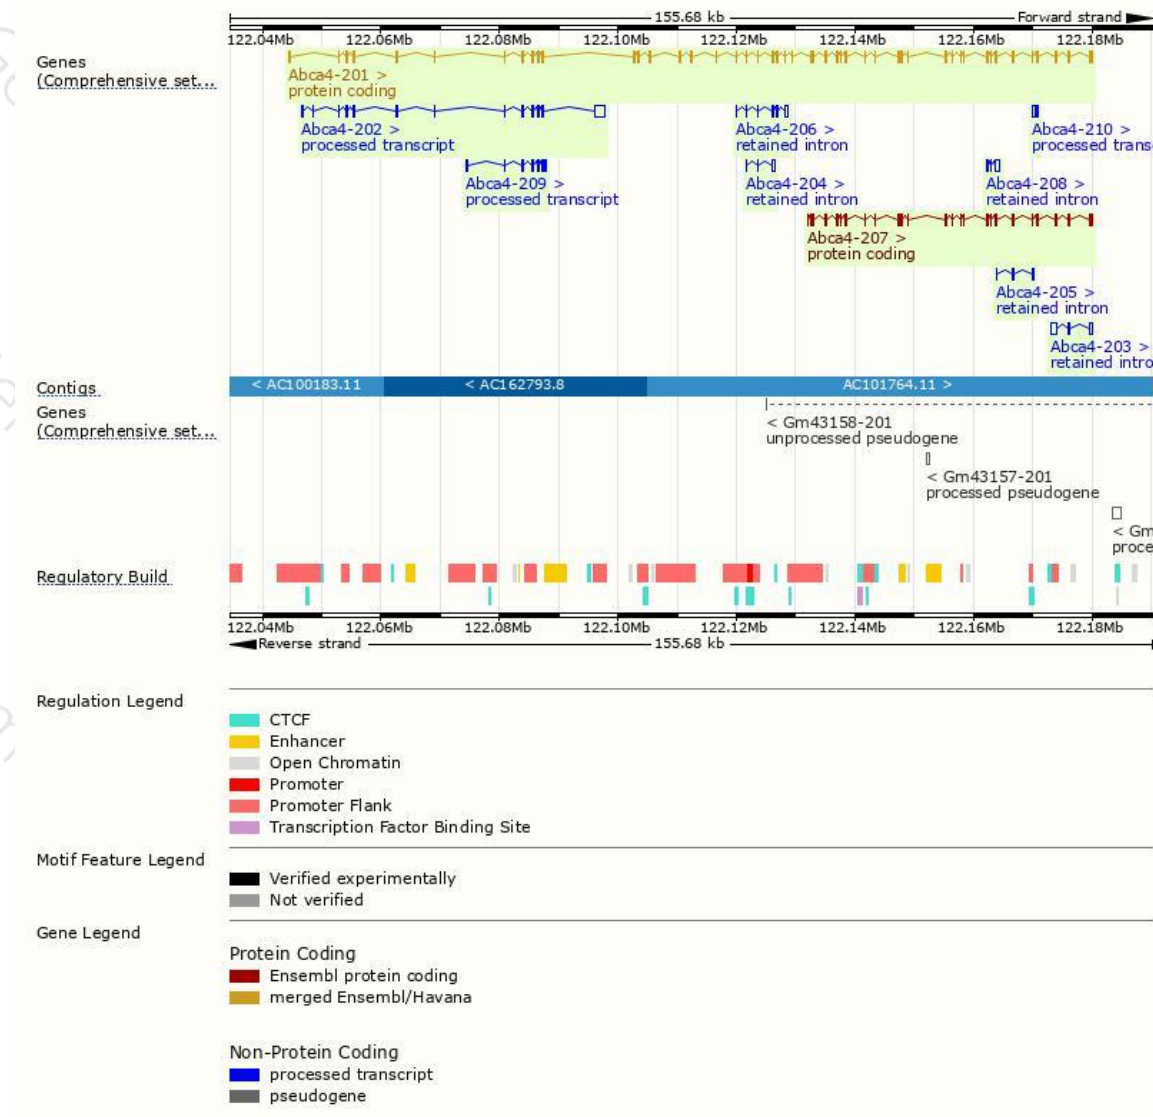 155.68 kb
Forward strand
122.04Mb 122.06Mb 122.08Mb 122.10Mb 122.12Mb 122.14Mb 122.16Mb 122.18Mb
Genes
(Comprehensive set...
Abca4-201 >
protein coding
Abca4-202 >
processed transcript
Abca4-206 >
retained intron
Abca4-210 >
processed trans
Abca4-209 >
processed transcript
Abca4-204 >
retained intron
Abca4-208 >
retained intron
Abca4-207 >
protein coding
Abca4-205 >
retained intron
Abca4-203 >
retained intro
Contigs
< AC100183.11
< AC162793.8
AC101764.11 >
Genes
(Comprehensive set...
< Gm43158-201
unprocessed pseudogene
< Gm43157-201
processed pseudogene
< Gm
proce
Regulatory Build
122.04Mb 122.06Mb 122.08Mb 122.10Mb 122.12Mb 122.14Mb 122.16Mb 122.18Mb
Reverse strand
155.68 kb
Regulation Legend
CTCF
Enhancer
Open Chromatin
Promoter
Promoter Flank
Transcription Factor Binding Site
Motif Feature Legend
Verified experimentally
Not verified
Gene Legend
Protein Coding
Ensembl protein coding
merged Ensembl/Havana
Non-Protein Coding
processed transcript
pseudogene